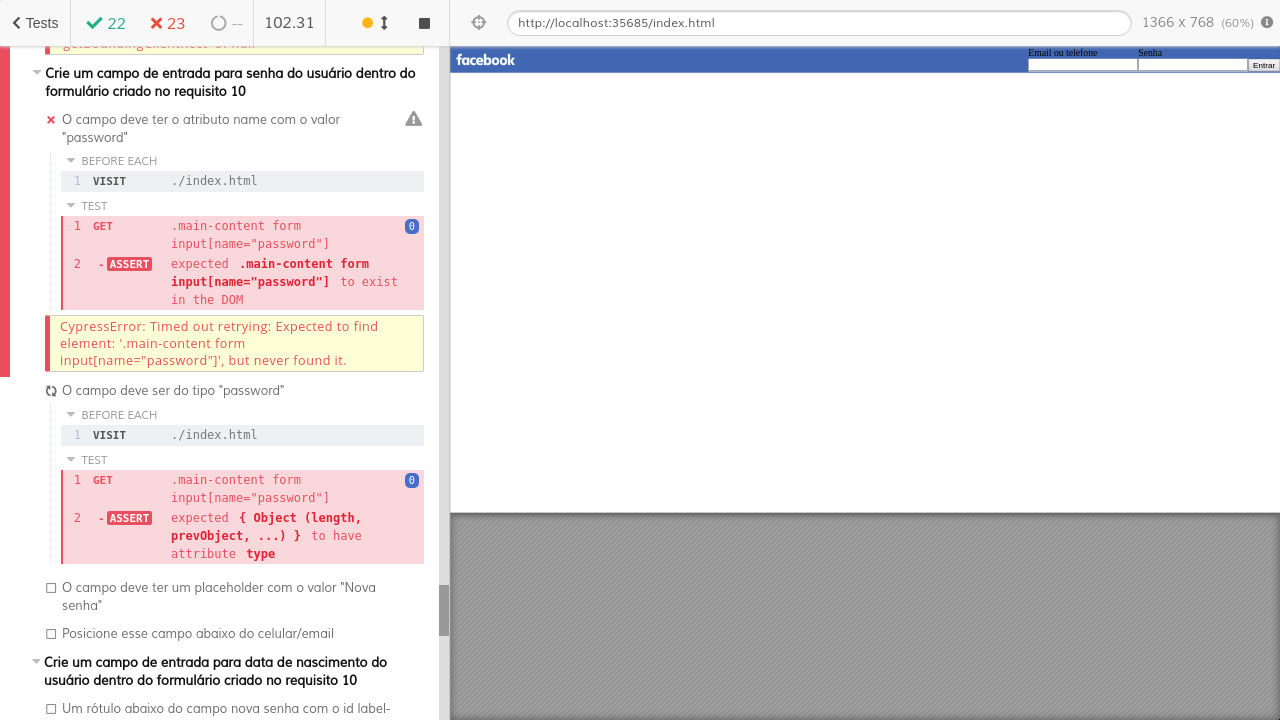 Tests
22
23
--
102.31
http://localhost:35685/index.html
1366 x 768 (60%)
Crie um campo de entrada para senha do usuário dentro do
formulário criado no requisito 10
O campo deve ter o atributo name com o valor
"password"
BEFORE EACH
1 VISIT ./index.html
TEST
1 GET .main-content form 0
input[name="password"]
2 - ASSERT expected .main-content form
input[name="password"] to exist
in the DOM
CypressError: Timed out retrying: Expected to find
element: '.main-content form
input[name="password"]', but never found it.
O campo deve ser do tipo "password"
BEFORE EACH
1 VISIT ./index.html
TEST
1 GET .main-content form 0
input[name="password"]
2 - ASSERT expected { Object (length,
prevObject, ...) } to have
attribute type
O campo deve ter um placeholder com o valor "Nova
senha"
Posicione esse campo abaixo do celular/email
Crie um campo de entrada para data de nascimento do
usuário dentro do formulário criado no requisito 10
Um rótulo abaixo do campo nova senha com o id label-
facebook
Email ou telefone
Senha
Entrar